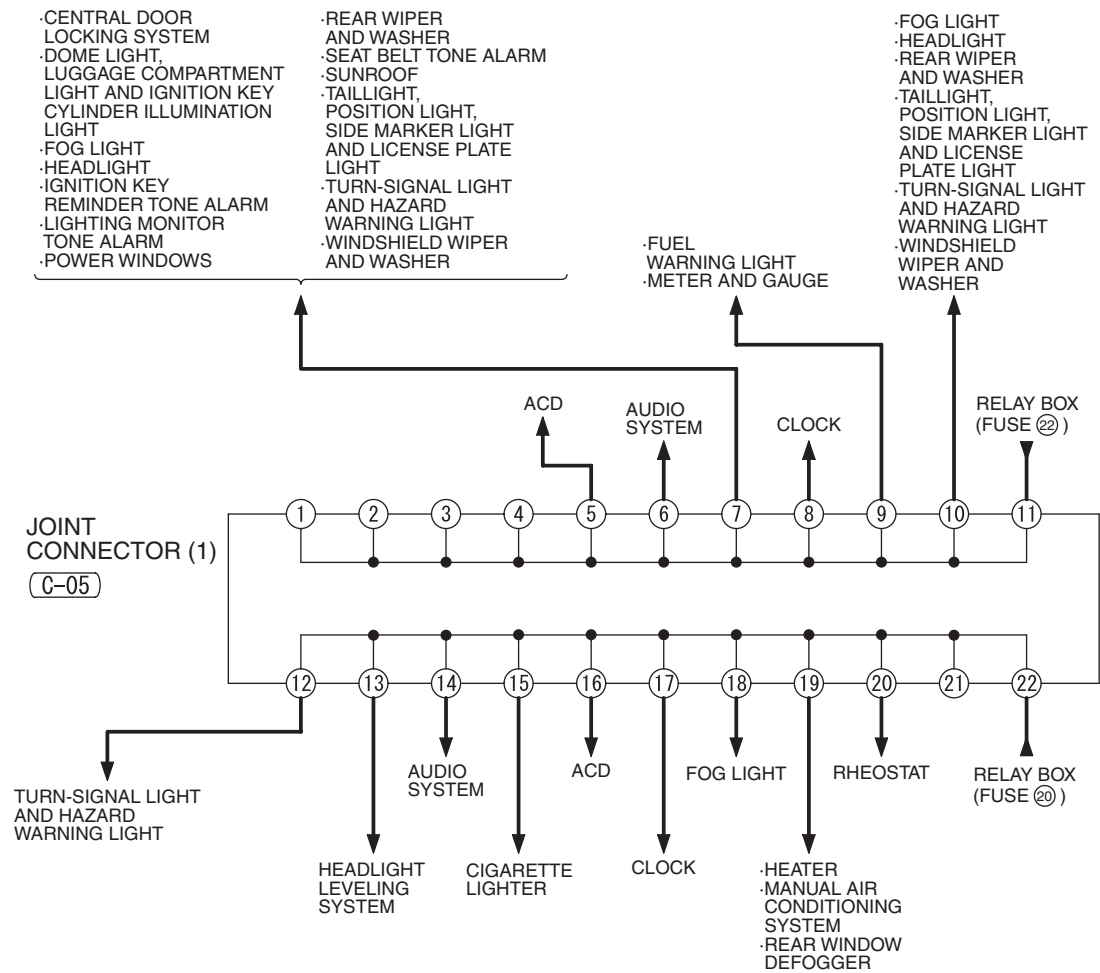 ·CENTRAL DOOR
LOCKING SYSTEM
·DOME LIGHT,
LUGGAGE COMPARTMENT
LIGHT AND IGNITION KEY
CYLINDER ILLUMINATION
LIGHT
·FOG LIGHT
·HEADLIGHT
·IGNITION KEY
REMINDER TONE ALARM
·LIGHTING MONITOR
TONE ALARM
·POWER WINDOWS
·REAR WIPER
AND WASHER
·SEAT BELT TONE ALARM
·SUNROOF
·TAILLIGHT,
POSITION LIGHT,
SIDE MARKER LIGHT
AND LICENSE PLATE
LIGHT
·TURN-SIGNAL LIGHT
AND HAZARD
WARNING LIGHT
·WINDSHIELD WIPER
AND WASHER
·FUEL
WARNING LIGHT
·METER AND GAUGE
·FOG LIGHT
·HEADLIGHT
·REAR WIPER
AND WASHER
·TAILLIGHT,
POSITION LIGHT,
SIDE MARKER LIGHT
AND LICENSE
PLATE LIGHT
·TURN-SIGNAL LIGHT
AND HAZARD
WARNING LIGHT
·WINDSHIELD
WIPER AND
WASHER
ACD
AUDIO
SYSTEM
CLOCK
RELAY BOX
(FUSE ㉒)
JOINT
CONNECTOR (1)
C-05
1 2 3 4 5 6 7 8 9 10 11
12 13 14 15 16 17 18 19 20 21 22
TURN-SIGNAL LIGHT
AND HAZARD
WARNING LIGHT
HEADLIGHT
LEVELING
SYSTEM
AUDIO
SYSTEM
CIGARETTE
LIGHTER
ACD
CLOCK
FOG LIGHT
·HEATER
·MANUAL AIR
CONDITIONING
SYSTEM
·REAR WINDOW
DEFOGGER
RHEOSTAT
RELAY BOX
(FUSE ⑳)